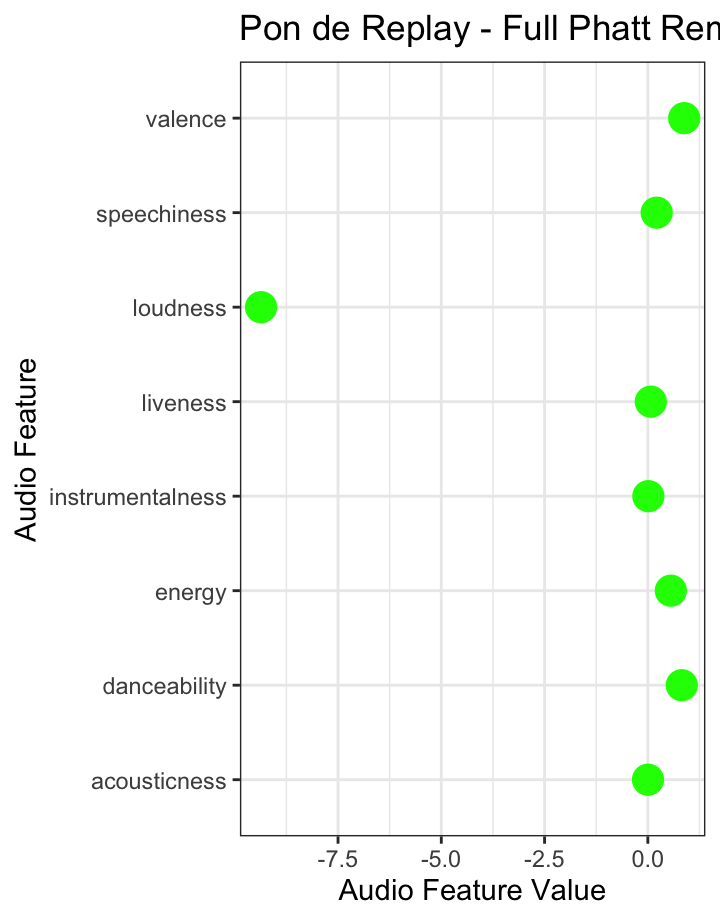 Pon de Replay - Full Phatt Ren
valence
speechiness
loudness
liveness
instrumentalness
energy
danceability
acousticness
Audio Feature
-7.5 -5.0 -2.5 0.0
Audio Feature Value